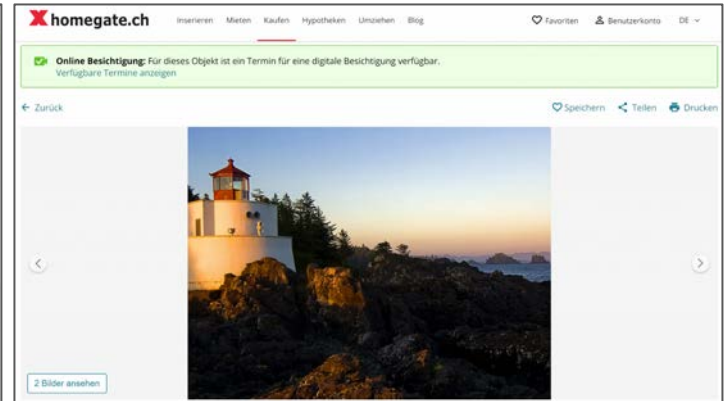 homegate.ch Inserieren Mieten Kaufen Hypotheken Umziehen Blog Favoriten Benutzerkonto DE
Online Besichtigung: Für dieses Objekt ist ein Termin für eine digitale Besichtigung verfügbar.
Verfügbare Termine anzeigen
← Zurück Speichern Teilen Drucken
2 Bilder ansehen